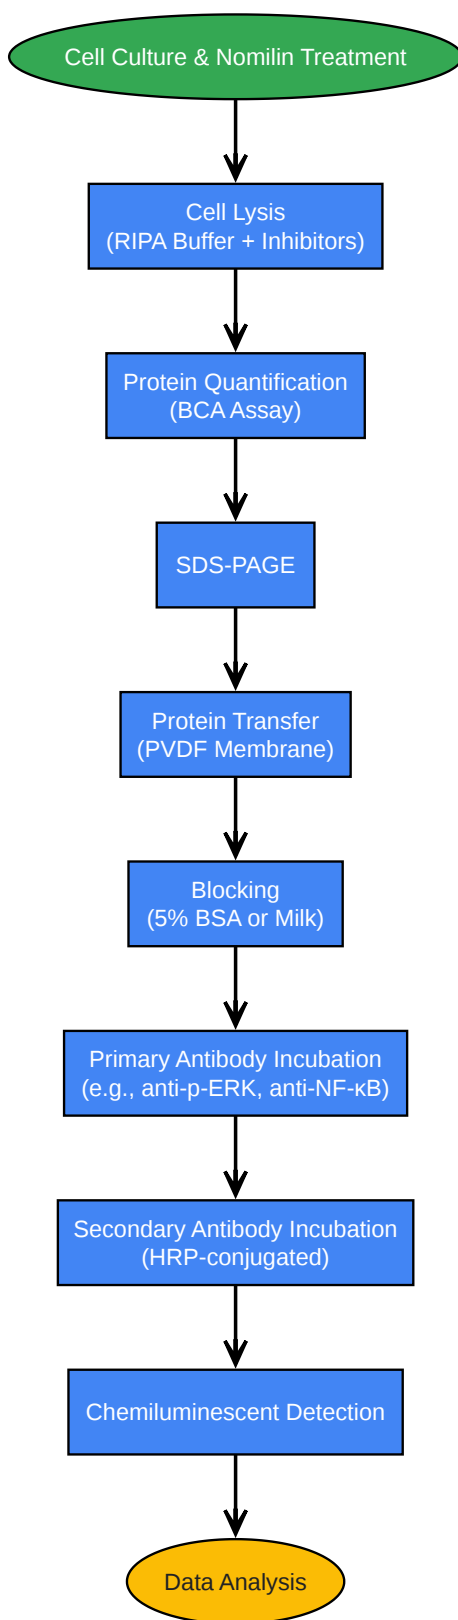 Cell Culture & Nomilin Treatment
Cell Lysis
(RIPA Buffer + Inhibitors)
Protein Quantification
(BCA Assay)
SDS-PAGE
Protein Transfer
(PVDF Membrane)
Blocking
(5% BSA or Milk)
Primary Antibody Incubation
(e.g., anti-p-ERK, anti-NF-κB)
Secondary Antibody Incubation
(HRP-conjugated)
Chemiluminescent Detection
Data Analysis